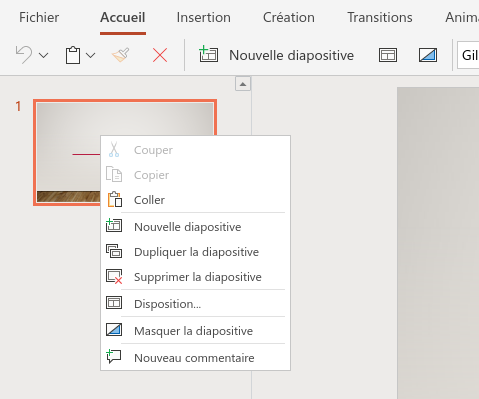 Fichier Accueil Insertion Création Transitions Anima
Nouvelle diapositive Gil
1
Couper
Copier
Coller
Nouvelle diapositive
Dupliquer la diapositive
Supprimer la diapositive
Disposition...
Masquer la diapositive
Nouveau commentaire